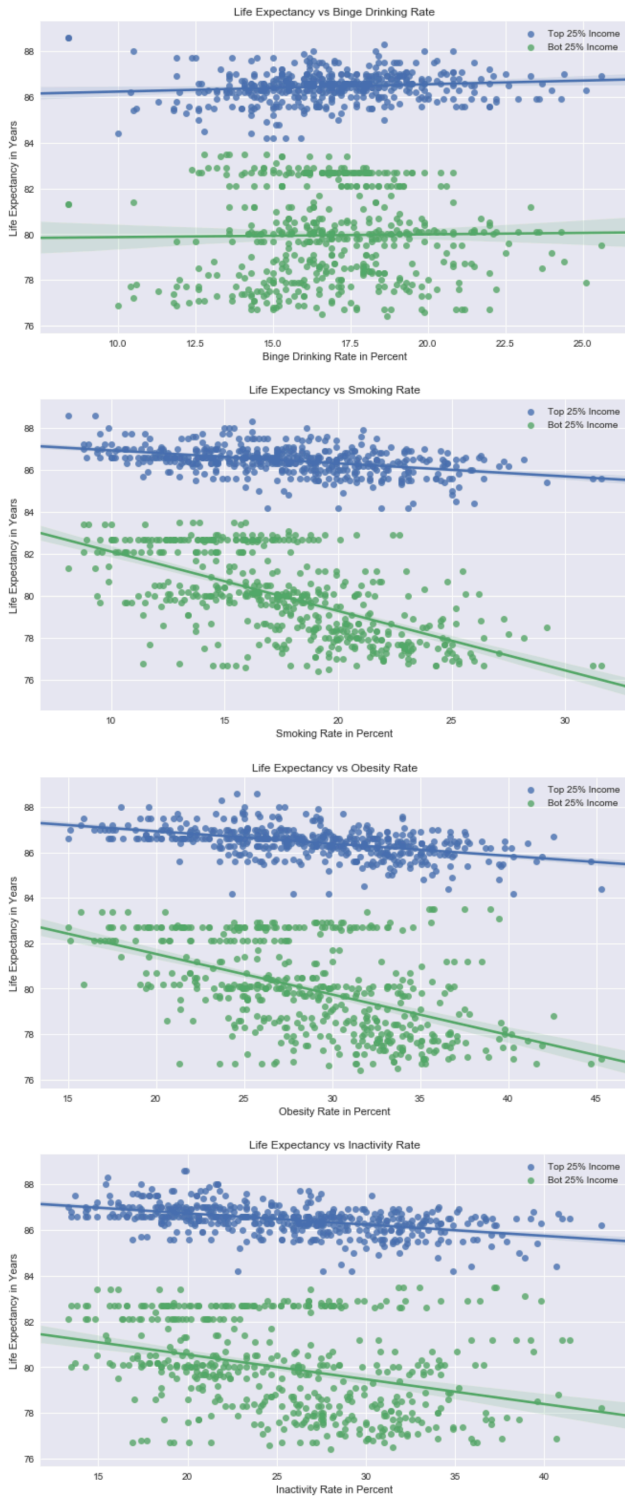 Life Expectancy vs Binge Drinking Rate
Top 25% Income
Bot 25% Income
88
86
84
82
80
78
76
Life Expectancy in Years
10.0 12.5 15.0 17.5 20.0 22.5 25.0
Binge Drinking Rate in Percent
Life Expectancy vs Smoking Rate
Top 25% Income
Bot 25% Income
88
86
84
82
80
78
76
Life Expectancy in Years
10 15 20 25 30
Smoking Rate in Percent
Life Expectancy vs Obesity Rate
Top 25% Income
Bot 25% Income
88
86
84
82
80
78
76
Life Expectancy in Years
15 20 25 30 35 40 45
Obesity Rate in Percent
Life Expectancy vs Inactivity Rate
Top 25% Income
Bot 25% Income
88
86
84
82
80
78
76
Life Expectancy in Years
15 20 25 30 35 40
Inactivity Rate in Percent